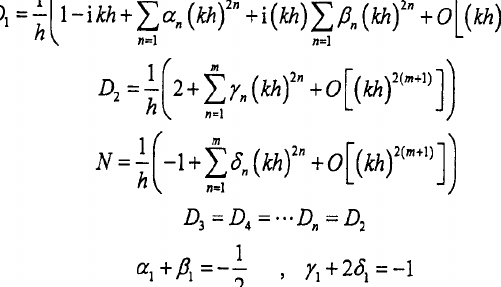 D_1 = \frac{1}{h}\left(1 - \mathrm{i}kh + \sum_{n=1} \alpha_n (kh)^{2n} + \mathrm{i}(kh) \sum_{n=1} \beta_n (kh)^{2n} + O\left[(kh)
D_2 = \frac{1}{h}\left(2 + \sum_{n=1}^{m} \gamma_n (kh)^{2n} + O\left[(kh)^{2(m+1)}\right]\right)
N = \frac{1}{h}\left(-1 + \sum_{n=1}^{m} \delta_n (kh)^{2n} + O\left[(kh)^{2(m+1)}\right]\right)
D_3 = D_4 = \cdots D_n = D_2
\alpha_1 + \beta_1 = -\frac{1}{2} , \gamma_1 + 2\delta_1 = -1